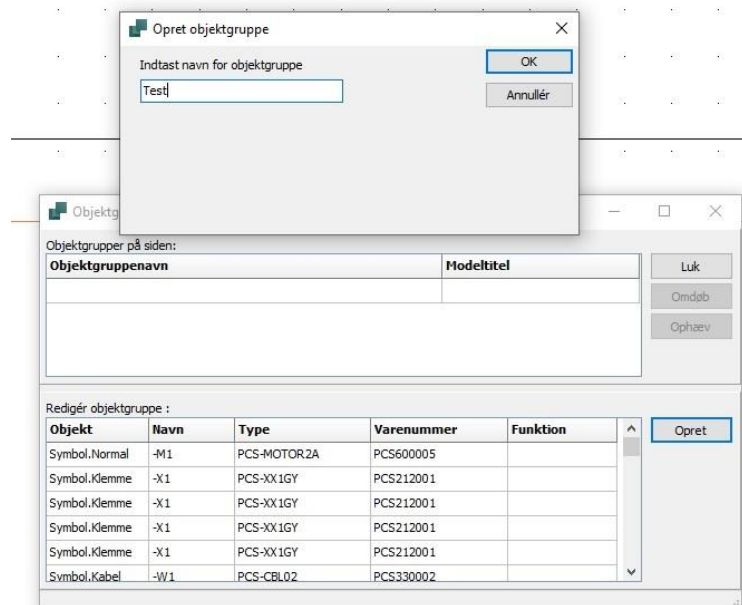 Opret objektgruppe
Indtast navn for objektgruppe
OK
Test
Annullér
Objektg
Objektgrupper på siden:
Objektgruppenavn Modeltitel
Luk
Omdøb
Ophæv
Redigér objektgruppe :
Objekt Navn Type Varenummer Funktion
Opret
Symbol.Normal -M1 PCS-MOTOR2A PCS600005
Symbol.Klemme -X1 PCS-XX1GY PCS212001
Symbol.Klemme -X1 PCS-XX1GY PCS212001
Symbol.Klemme -X1 PCS-XX1GY PCS212001
Symbol.Klemme -X1 PCS-XX1GY PCS212001
Symbol.Kabel -W1 PCS-CBL02 PCS330002